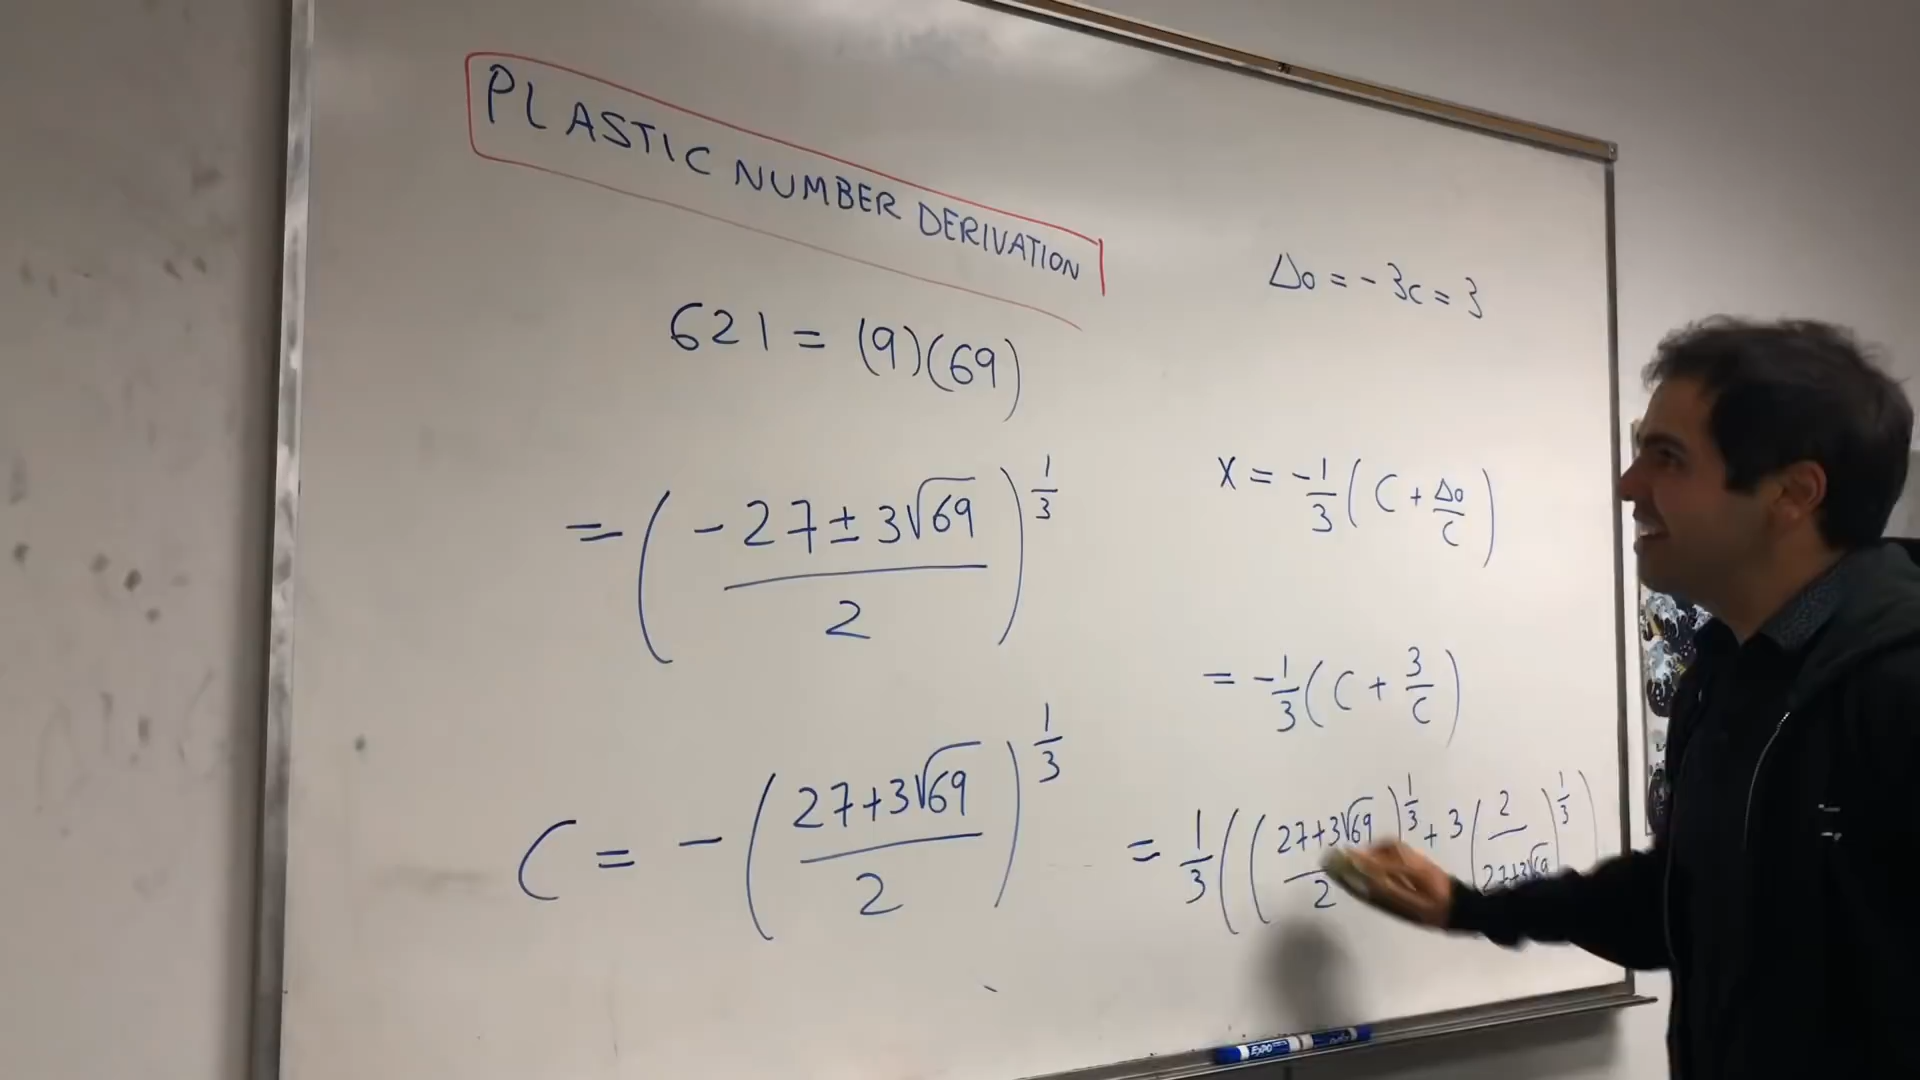 PLASTIC NUMBER DERIVATION
621 = (9)(69)
= ((-27 ± 3√69)/2)^(1/3)
C = -((27+3√69)/2)^(1/3)
Δ0 = -3c = 3
x = -1/3 (C + Δ0/C)
= -1/3 (C + 3/C)
= 1/3 (((27+3√69)/2)^(1/3) + 3 (2/(27+3√69))^(1/3))
EXPO